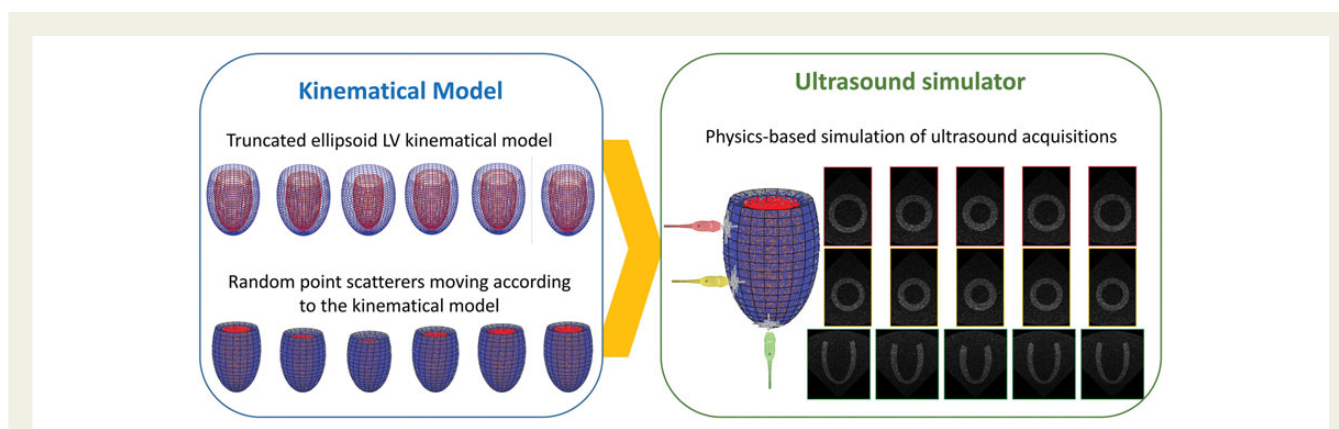 Kinematical Model
Truncated ellipsoid LV kinematical model
Random point scatterers moving according
to the kinematical model
Ultrasound simulator
Physics-based simulation of ultrasound acquisitions